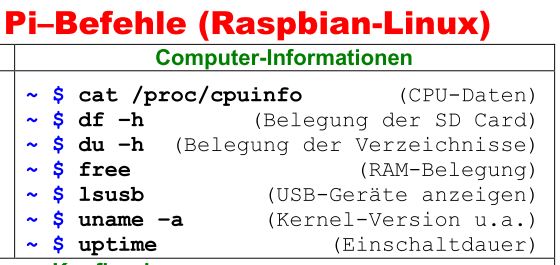 Pi–Befehle (Raspbian-Linux)
Computer-Informationen
~ $ cat /proc/cpuinfo (CPU-Daten)
~ $ df –h (Belegung der SD Card)
~ $ du –h (Belegung der Verzeichnisse)
~ $ free (RAM-Belegung)
~ $ lsusb (USB-Geräte anzeigen)
~ $ uname –a (Kernel-Version u.a.)
~ $ uptime (Einschaltdauer)